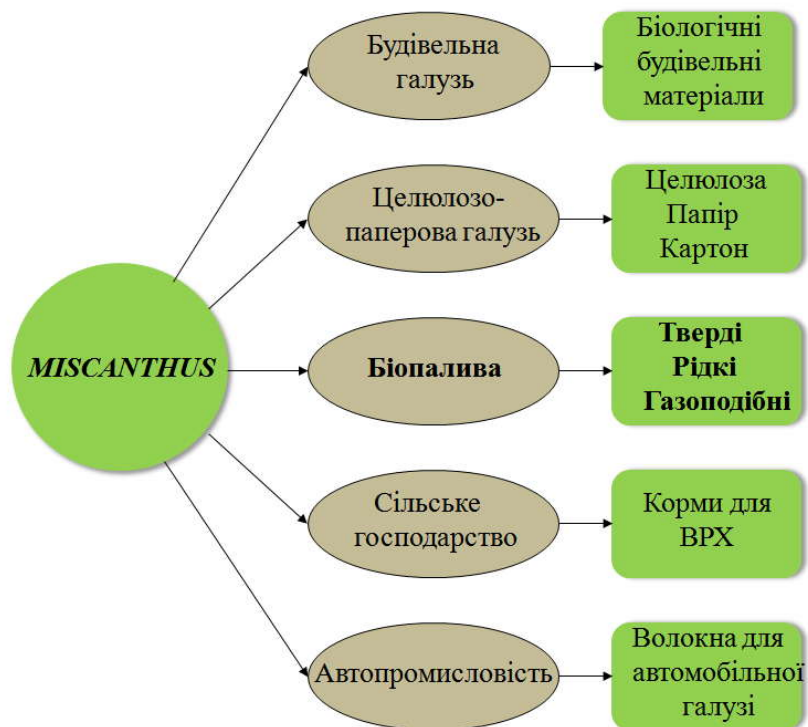 Будівельна
галузь
Біологічні
будівельні
матеріали
Целюлозо-
паперова галузь
Целюлоза
Папір
Картон
MISCANTHUS
Біопалива
Тверді
Рідкі
Газоподібні
Сільське
господарство
Корми для
ВРХ
Автопромисловість
Волокна для
автомобільної
галузі